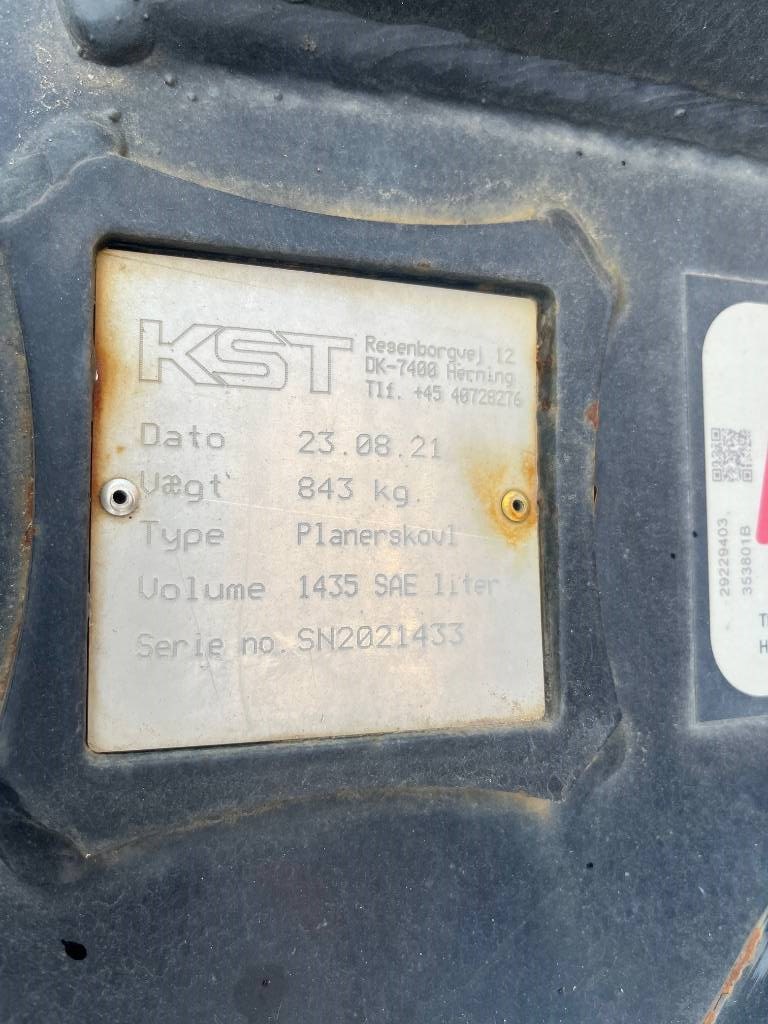 KST
Resenborgvej 12
DK-7400 Herning
Tlf. +45 40728276
Dato 23.08.21
Vægt 843 kg.
Type Planerskovl
Volume 1435 SAE liter
Serie no. SN2021433
29229403
353801B